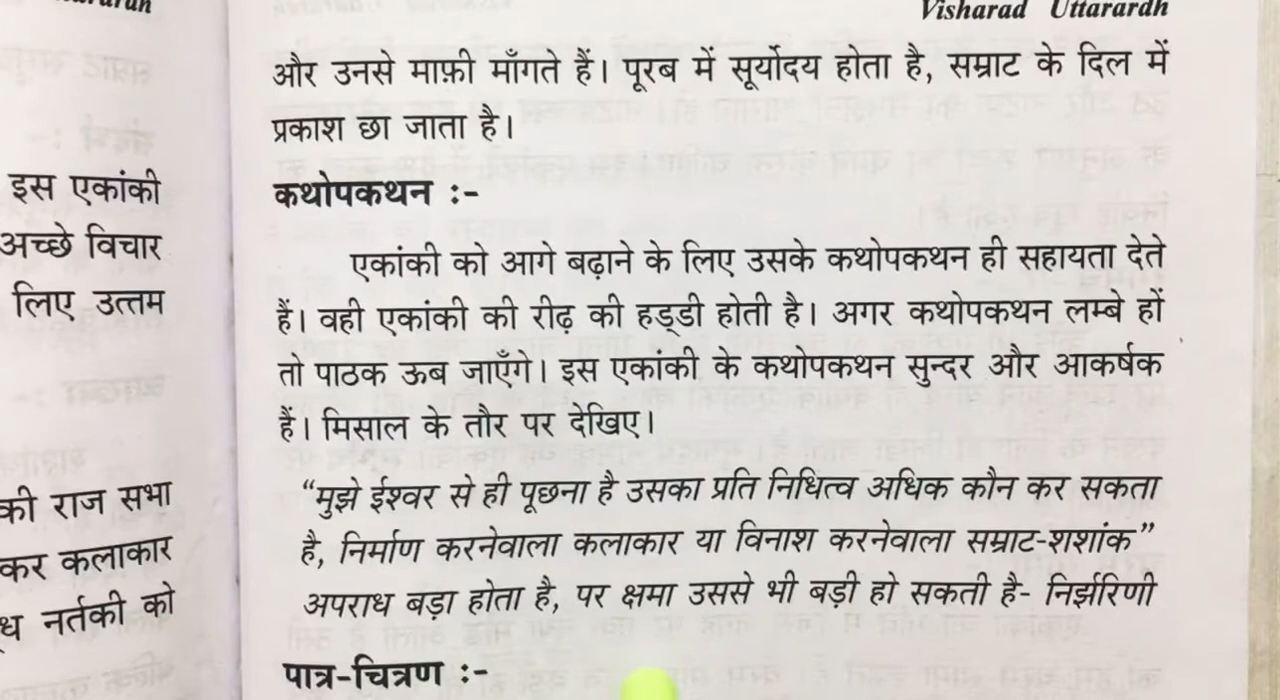 Visharad Uttarardh
और उनसे माफ़ी माँगते हैं। पूरब में सूर्योदय होता है, सम्राट के दिल में
प्रकाश छा जाता है।
कथोपकथन :-
एकांकी को आगे बढ़ाने के लिए उसके कथोपकथन ही सहायता देते
हैं। वही एकांकी की रीढ़ की हड्डी होती है। अगर कथोपकथन लम्बे हों
तो पाठक ऊब जाएँगे। इस एकांकी के कथोपकथन सुन्दर और आकर्षक
हैं। मिसाल के तौर पर देखिए।
“मुझे ईश्वर से ही पूछना है उसका प्रति निधित्व अधिक कौन कर सकता
है, निर्माण करनेवाला कलाकार या विनाश करनेवाला सम्राट-शशांक”
अपराध बड़ा होता है, पर क्षमा उससे भी बड़ी हो सकती है- निर्झरिणी
पात्र-चित्रण :-
इस एकांकी
अच्छे विचार
लिए उत्तम
की राज सभा
कर कलाकार
नर्तकी को